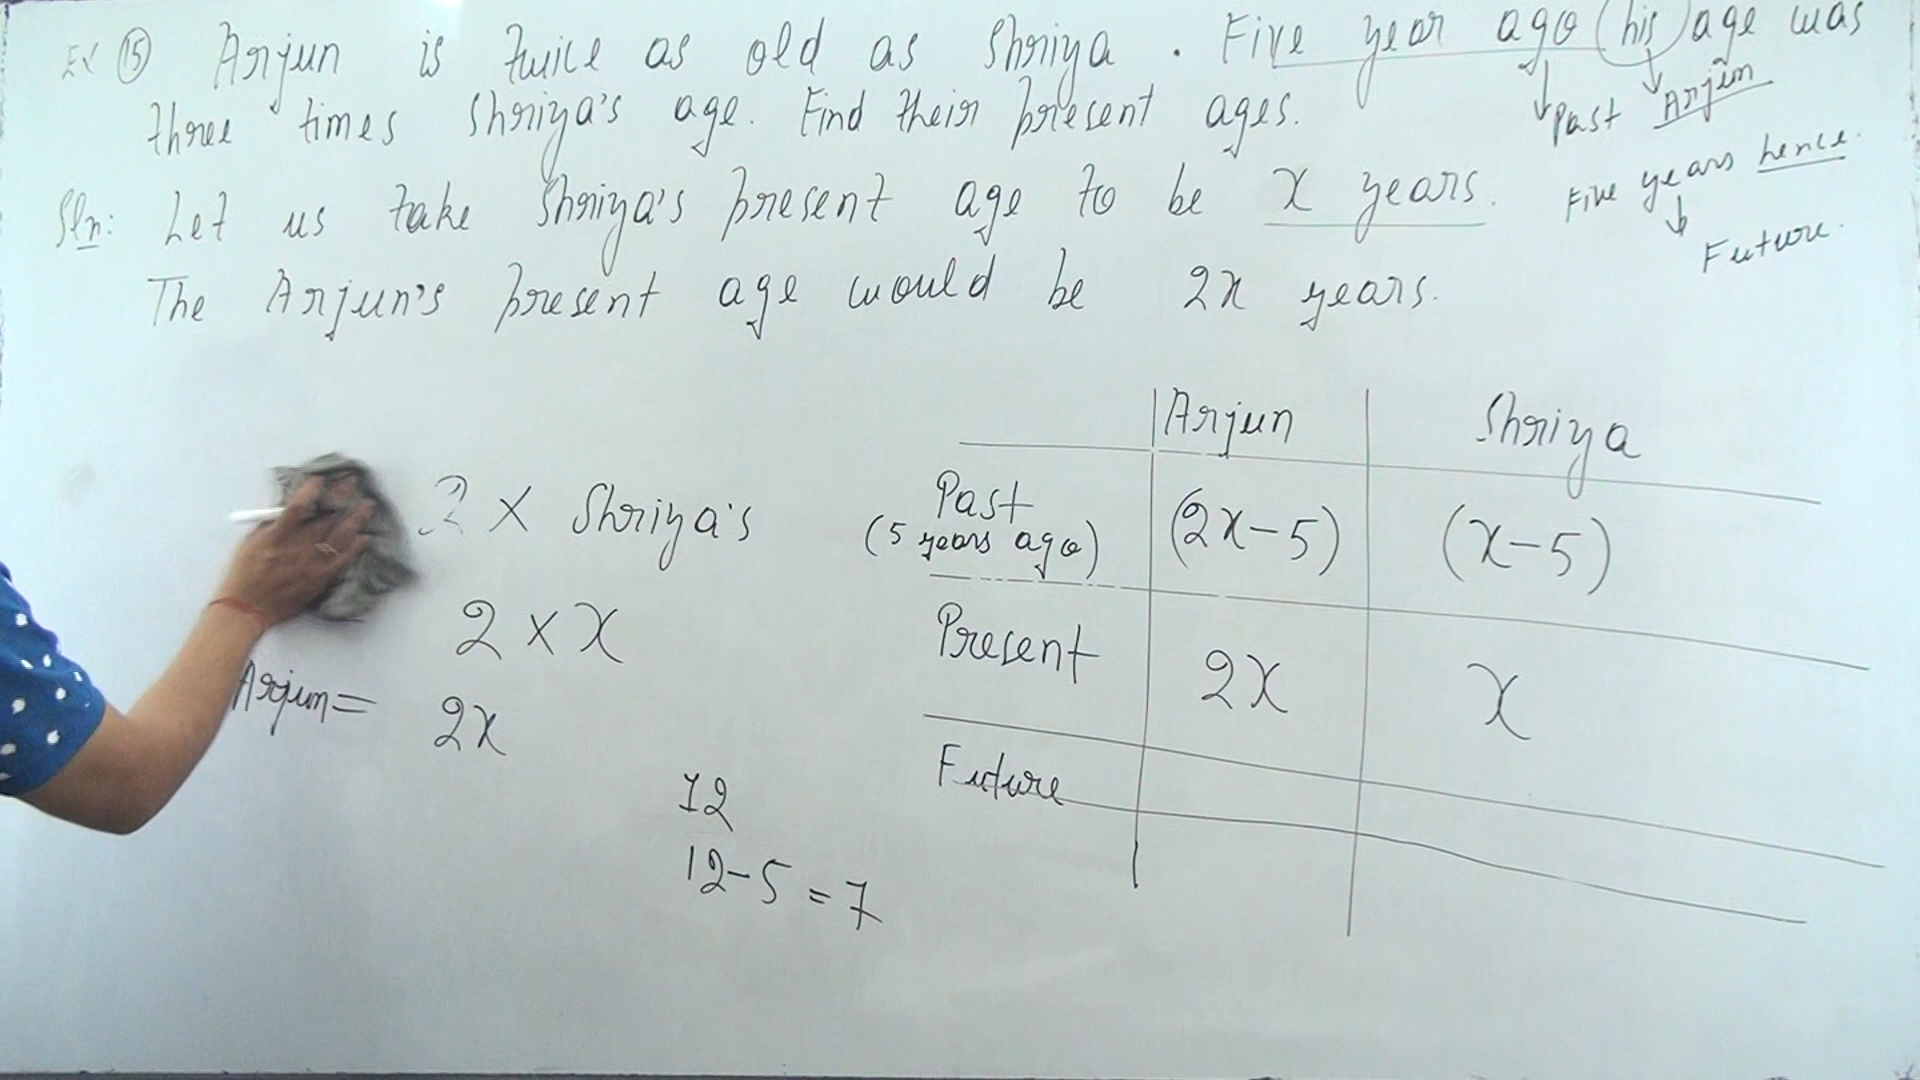 Ex 15 Arjun is twice as old as Shriya. Five year ago his age was
three times Shriya's age. Find their present ages.
Past Arjun
Five years hence.
Future.
Sln: Let us take Shriya's present age to be x years.
The Arjun's present age would be 2x years.
2 × Shriya's
2 × x
Arjun = 2x
12
12-5 = 7
Arjun Shriya
Past (2x-5) (x-5)
(5 years ago)
Present 2x x
Future